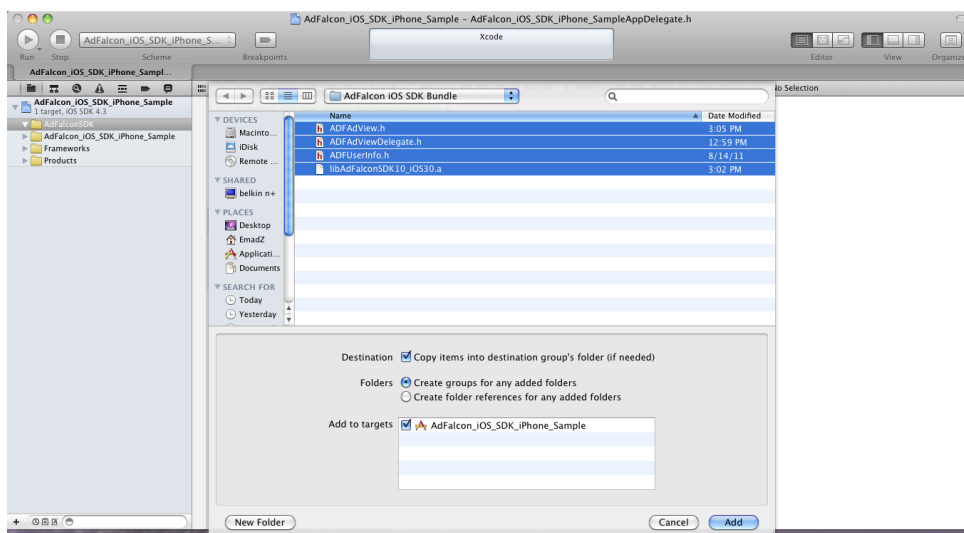 AdFalcon_iOS_SDK_iPhone_Sample – AdFalcon_iOS_SDK_iPhone_SampleAppDelegate.h
AdFalcon_iOS_SDK_iPhone_S...
Xcode
Run Stop Scheme Breakpoints Editor View Organize
AdFalcon_iOS_SDK_iPhone_Sampl...
AdFalcon_iOS_SDK_iPhone_Sample
1 target, iOS SDK 4.3
AdFalconSDK
AdFalcon_iOS_SDK_iPhone_Sample
Frameworks
Products
AdFalcon iOS SDK Bundle
No Selection
DEVICES
Macinto...
iDisk
Remote ...
SHARED
belkin n+
PLACES
Desktop
EmadZ
Applicati...
Documents
SEARCH FOR
Today
Yesterday
Name Date Modified
ADFAdView.h 3:05 PM
ADFAdViewDelegate.h 12:59 PM
ADFUserInfo.h 8/14/11
libAdFalconSDK10_iOS30.a 3:02 PM
Destination Copy items into destination group's folder (if needed)
Folders Create groups for any added folders
Create folder references for any added folders
Add to targets AdFalcon_iOS_SDK_iPhone_Sample
New Folder Cancel Add